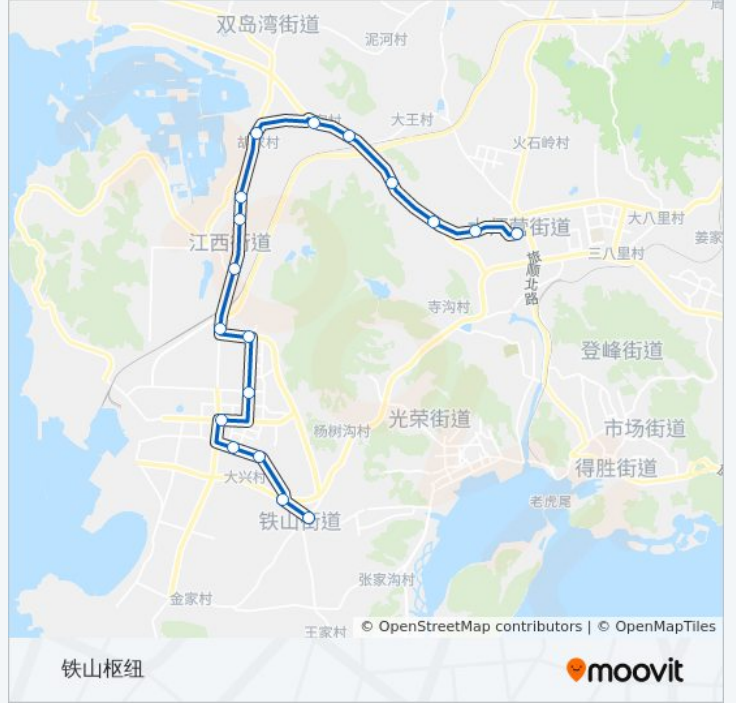 双岛湾街道
泥河村
大王村
火石岭村
大八里村
三八里村
江西街道
旅顺北路
寺沟村
登峰街道
光荣街道
市场街道
杨树沟村
得胜街道
大兴村
老虎尾
铁山街道
张家沟村
金家村
王家村
© OpenStreetMap contributors | © OpenMapTiles
铁山枢纽
moovit